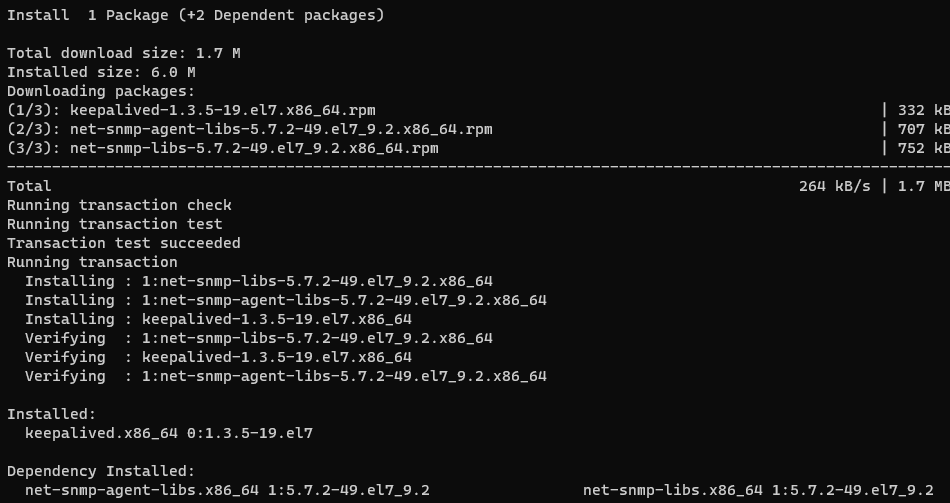 Install  1 Package (+2 Dependent packages)
Total download size: 1.7 M
Installed size: 6.0 M
Downloading packages:
(1/3): keepalived-1.3.5-19.el7.x86_64.rpm | 332 kB
(2/3): net-snmp-agent-libs-5.7.2-49.el7_9.2.x86_64.rpm | 707 kB
(3/3): net-snmp-libs-5.7.2-49.el7_9.2.x86_64.rpm | 752 kB
--------------------------------------------------------------------------------
Total 264 kB/s | 1.7 MB
Running transaction check
Running transaction test
Transaction test succeeded
Running transaction
  Installing : 1:net-snmp-libs-5.7.2-49.el7_9.2.x86_64
  Installing : 1:net-snmp-agent-libs-5.7.2-49.el7_9.2.x86_64
  Installing : keepalived-1.3.5-19.el7.x86_64
  Verifying  : 1:net-snmp-libs-5.7.2-49.el7_9.2.x86_64
  Verifying  : keepalived-1.3.5-19.el7.x86_64
  Verifying  : 1:net-snmp-agent-libs-5.7.2-49.el7_9.2.x86_64
Installed:
  keepalived.x86_64 0:1.3.5-19.el7
Dependency Installed:
  net-snmp-agent-libs.x86_64 1:5.7.2-49.el7_9.2 net-snmp-libs.x86_64 1:5.7.2-49.el7_9.2